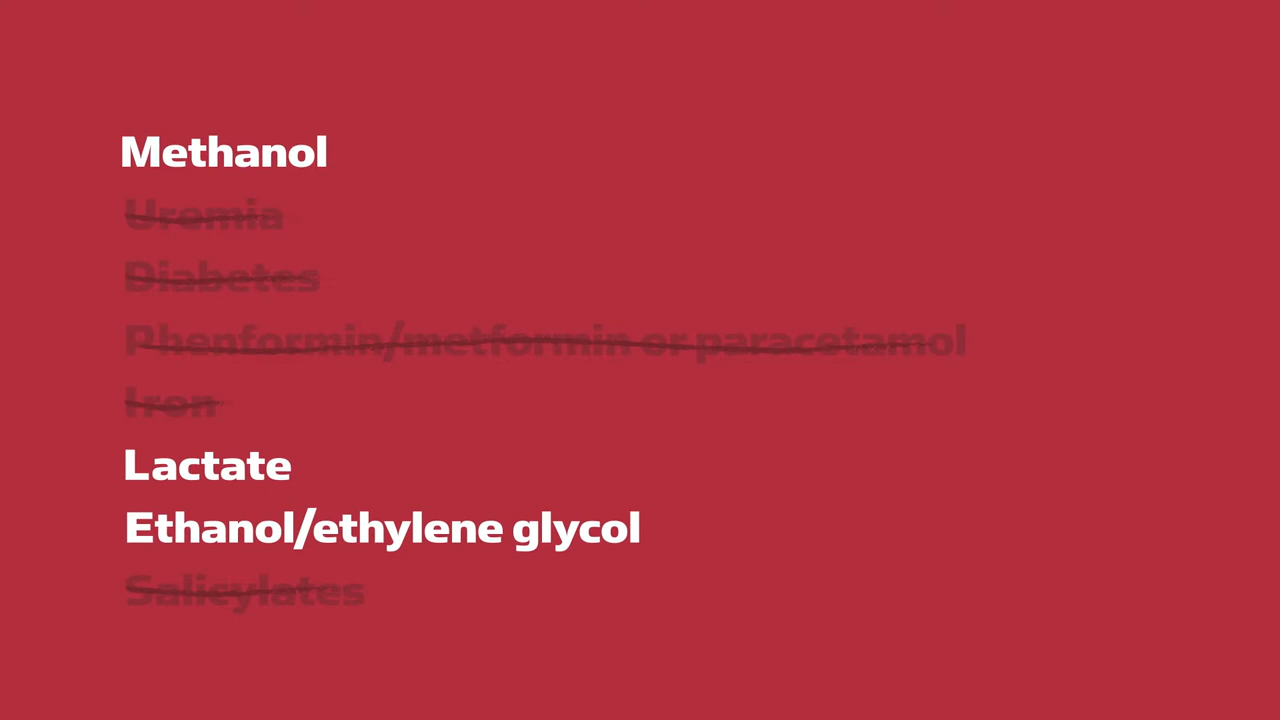 Methanol
Uremia
Diabetes
Phenformin/metformin or paracetamol
Iron
Lactate
Ethanol/ethylene glycol
Salicylates